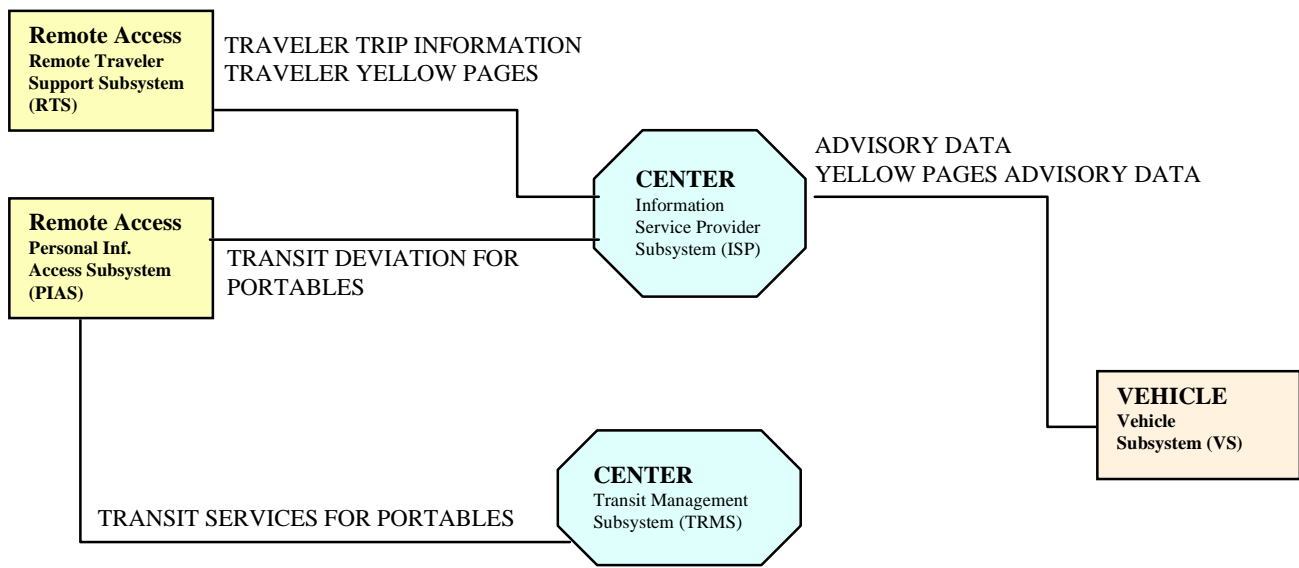 Remote Access
Remote Traveler
Support Subsystem
(RTS)
TRAVELER TRIP INFORMATION
TRAVELER YELLOW PAGES
CENTER
Information
Service Provider
Subsystem (ISP)
ADVISORY DATA
YELLOW PAGES ADVISORY DATA
Remote Access
Personal Inf.
Access Subsystem
(PIAS)
TRANSIT DEVIATION FOR
PORTABLES
VEHICLE
Vehicle
Subsystem (VS)
CENTER
Transit Management
Subsystem (TRMS)
TRANSIT SERVICES FOR PORTABLES